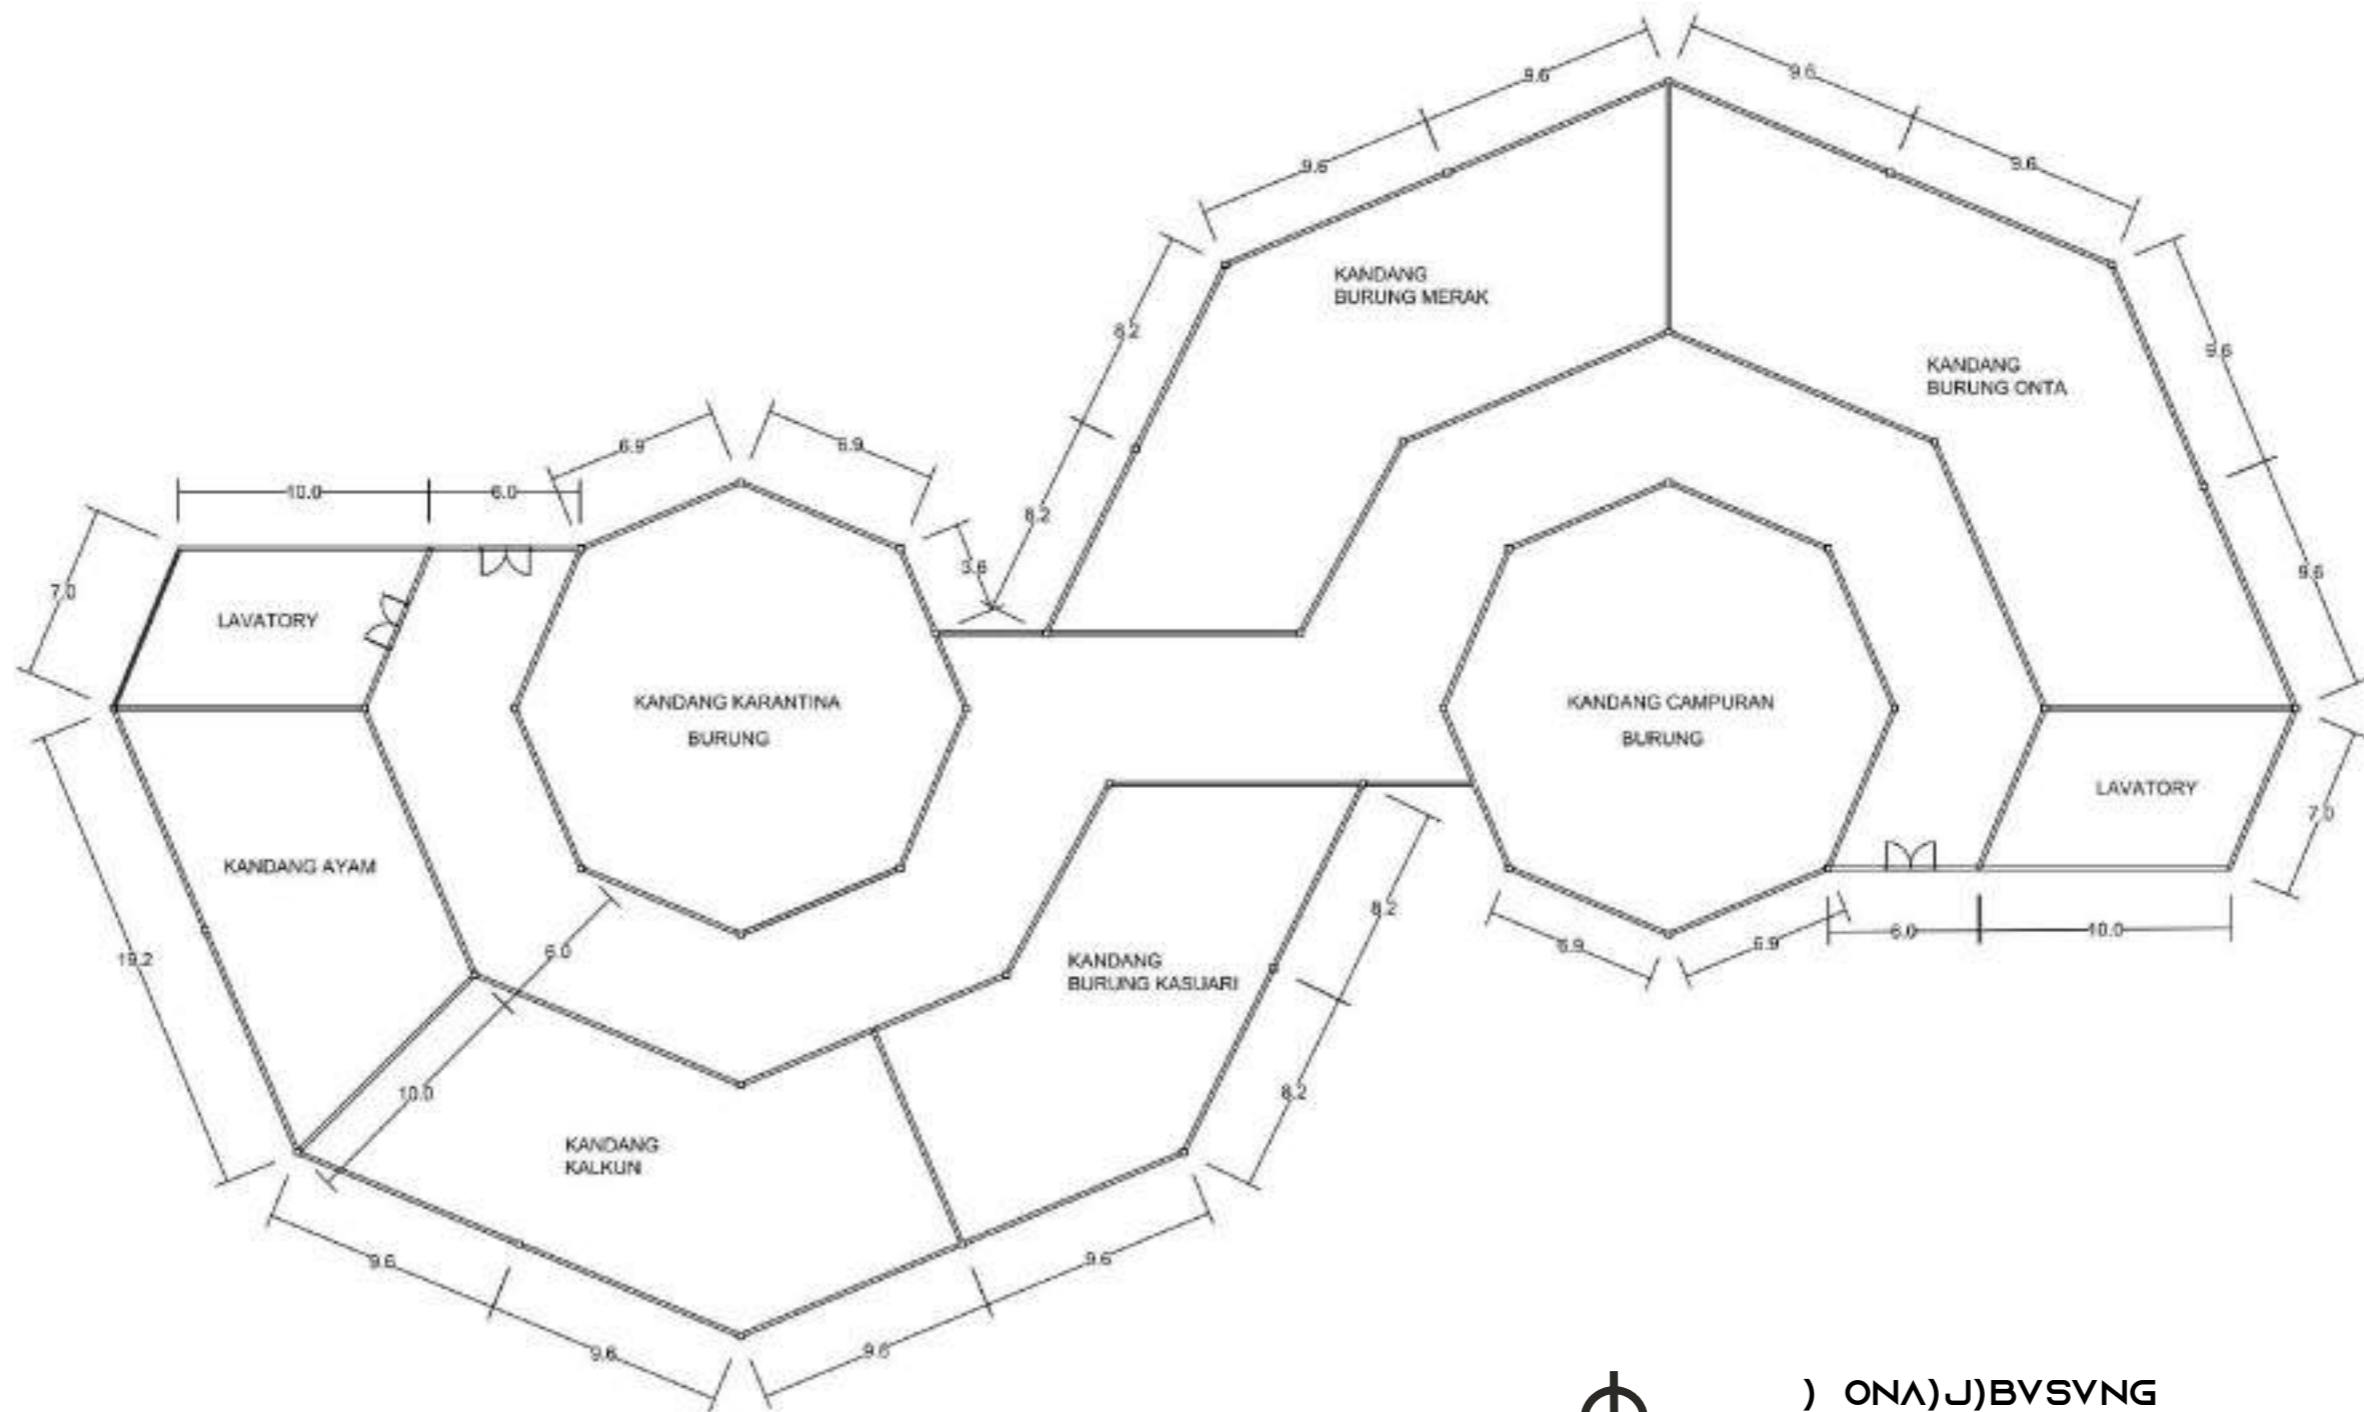 9.6
9.6
9.6
9.6
KANDANG
BURUNG MERAK
8.2
9.6
KANDANG
BURUNG ONTA
6.9
6.9
10.0
6.0
8.2
3.6
9.6
7.0
LAVATORY
KANDANG KARANTINA
BURUNG
KANDANG CAMPURAN
BURUNG
LAVATORY
7.0
KANDANG AYAM
8.2
6.0
10.0
6.9
6.9
6.0
19.2
KANDANG
BURUNG KASUARI
10.0
8.2
KANDANG
KALKUN
9.6
9.6
9.6
9.6
) ONA)J)BVSVNG